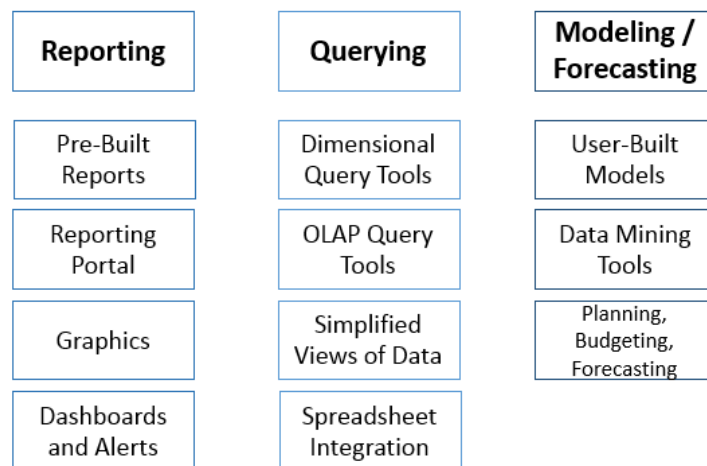 Reporting
Pre-Built
Reports
Reporting
Portal
Graphics
Dashboards
and Alerts
Querying
Dimensional
Query Tools
OLAP Query
Tools
Simplified
Views of Data
Spreadsheet
Integration
Modeling /
Forecasting
User-Built
Models
Data Mining
Tools
Planning,
Budgeting,
Forecasting